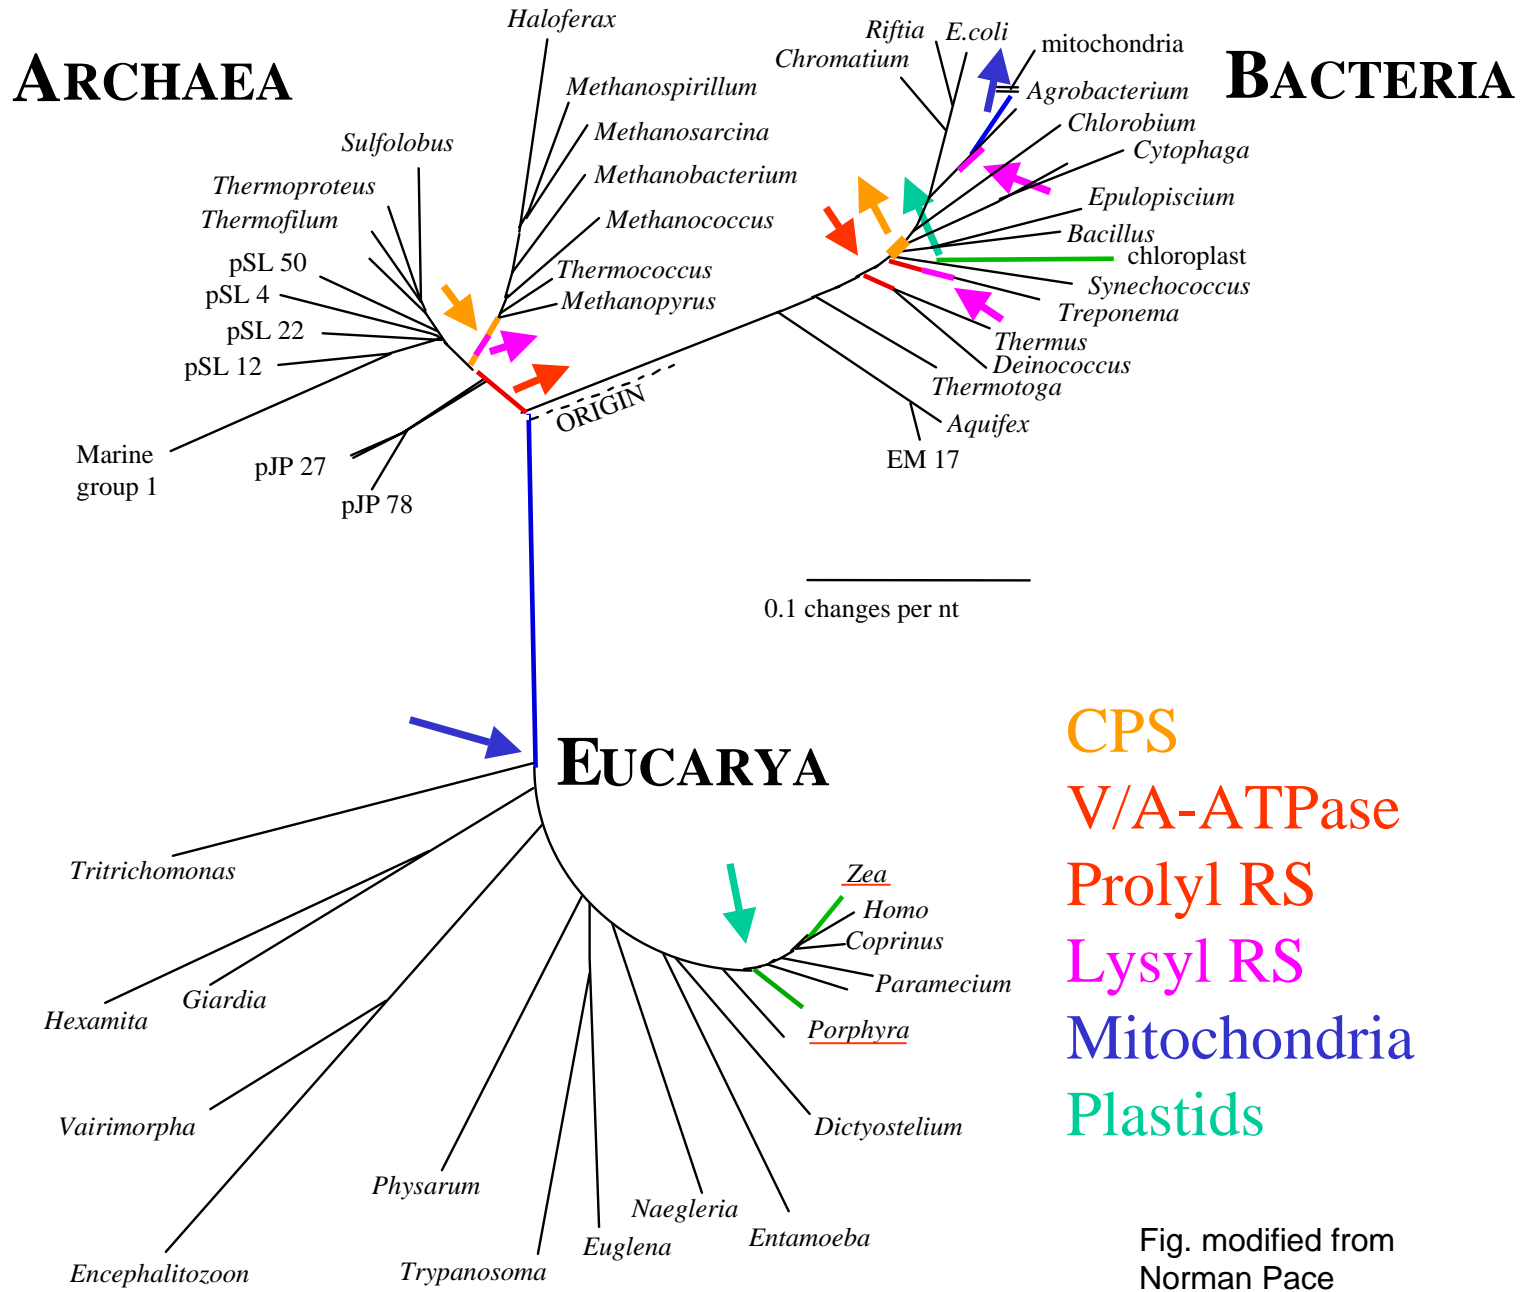 ARCHAEA
BACTERIA
Haloferax
Riftia
E.coli
mitochondria
Chromatium
Methanospirillum
Agrobacterium
Methanosarcina
Chlorobium
Sulfolobus
Cytophaga
Methanobacterium
Thermoproteus
Epulopiscium
Thermofilum
Methanococcus
Bacillus
chloroplast
pSL 50
Thermococcus
Synechococcus
pSL 4
Methanopyrus
Treponema
pSL 22
Thermus
pSL 12
Deinococcus
Thermotoga
ORIGIN
Aquifex
Marine
group 1
pJP 27
EM 17
pJP 78
0.1 changes per nt
EUCARYA
CPS
V/A-ATPase
Prolyl RS
Lysyl RS
Mitochondria
Plastids
Tritrichomonas
Zea
Homo
Coprinus
Paramecium
Giardia
Hexamita
Porphyra
Vairimorpha
Dictyostelium
Physarum
Naegleria
Entamoeba
Euglena
Trypanosoma
Encephalitozoon
Fig. modified from
Norman Pace